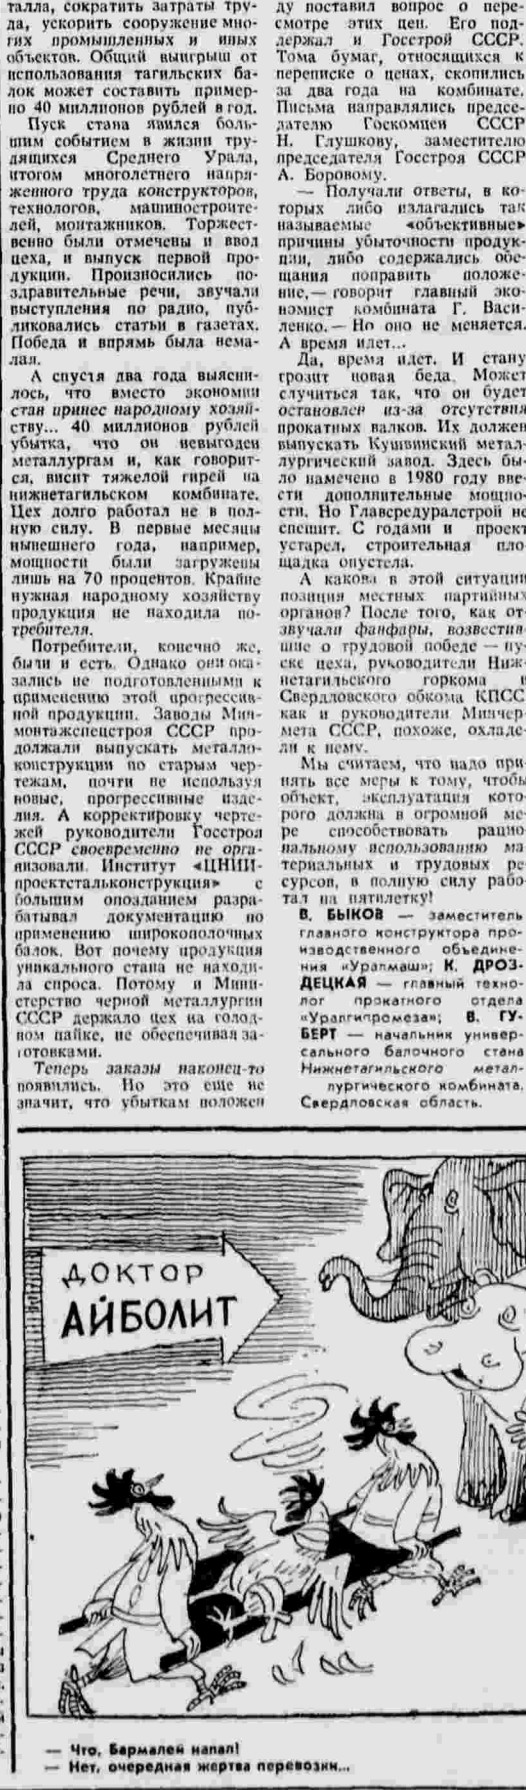 талла, сократить затраты тру-
да, ускорить сооружение мно-
гих промышленных и иных
объектов. Общий выигрыш от
использования тагильских ба-
лок может составить пример-
но 40 миллионов рублей в год.
Пуск стана явился боль-
шим событием в жизни тру-
дящихся Среднего Урала,
итогом многолетнего напря-
женного труда конструкторов,
технологов, машиностроите-
лей, монтажников. Торжест-
венно были отмечены и ввод
цеха, и выпуск первой про-
дукции. Произносились по-
здравительные речи, звучали
выступления по радио, пуб-
ликовались статьи в газетах.
Победа и впрямь была нема-
лая.
А спустя два года выясни-
лось, что вместо экономии
стан принес народному хозяй-
ству... 40 миллионов рублей
убытка, что он невыгоден
металлургам и, как говорит-
ся, висит тяжелой гирей на
нижнетагильском комбинате.
Цех долго работал не в пол-
ную силу. В первые месяцы
нынешнего года, например,
мощности были загружены
лишь на 70 процентов. Крайне
нужная народному хозяйству
продукция не находила по-
требителя.
Потребители, конечно же,
были и есть. Однако они ока-
зались не подготовленными к
применению этой прогрессив-
ной продукции. Заводы Мин-
монтажспецстроя СССР про-
должали выпускать металло-
конструкции по старым чер-
тежам, почти не используя
новые, прогрессивные изде-
лия. А корректировку черте-
жей руководители Госстроя
СССР своевременно не орга-
низовали. Институт «ЦНИИ-
проектстальконструкция» с
большим опозданием разра-
батывал документацию по
применению широкополочных
балок. Вот почему продукция
уникального стана не находи-
ла спроса. Потому и Мини-
стерство черной металлургии
СССР держало цех на голод-
ном пайке, не обеспечивая за-
готовками.
Теперь заказы наконец-то
появились. Но это еще не
значит, что убыткам положен
ду поставил вопрос о пере-
смотре этих цен. Его под-
держал и Госстрой СССР.
Тома бумаг, относящихся к
переписке о ценах, скопились
за два года на комбинате.
Письма направлялись предсе-
дателю Госкомцен СССР
Н. Глушкову, заместителю
председателя Госстроя СССР
А. Боровому.
— Получали ответы, в ко-
торых либо излагались так
называемые «объективные»
причины убыточности продук-
ции, либо содержались обе-
щания поправить положе-
ние,— говорит главный эко-
номист комбината Г. Васи-
ленко.— Но оно не меняется.
А время идет...
Да, время идет. И стану
грозит новая беда. Может
случиться так, что он будет
остановлен из-за отсутствия
прокатных валков. Их должен
выпускать Кушвинский метал-
лургический завод. Здесь бы-
ло намечено в 1980 году вве-
сти дополнительные мощно-
сти. Но Главсредуралстрой не
спешит. С годами и проект
устарел, строительная пло-
щадка опустела.
А какова в этой ситуации
позиция местных партийных
органов? После того, как от-
звучали фанфары, возвестив-
шие о трудовой победе — пу-
ске цеха, руководители Ниж-
нетагильского горкома и
Свердловского обкома КПСС
как и руководители Минчер-
мета СССР, похоже, охладе-
ли к нему.
Мы считаем, что надо при-
нять все меры к тому, чтобы
объект, эксплуатация кото-
рого должна в огромной ме-
ре способствовать рацио-
нальному использованию ма-
териальных и трудовых ре-
сурсов, в полную силу рабо-
тал на пятилетку!
В. БЫКОВ — заместитель
главного конструктора про-
изводственного объедине-
ния «Уралмаш»; К. ДРОЗ-
ДЕЦКАЯ — главный техно-
лог прокатного отдела
«Уралгипромеза»; В. ГУ-
БЕРТ — начальник универ-
сального балочного стана
Нижнетагильского метал-
лургического комбината.
Свердловская область.
ДОКТОР
АЙБОЛИТ
— Что, Бармалей напал!
— Нет, очередная жертва перевозки...